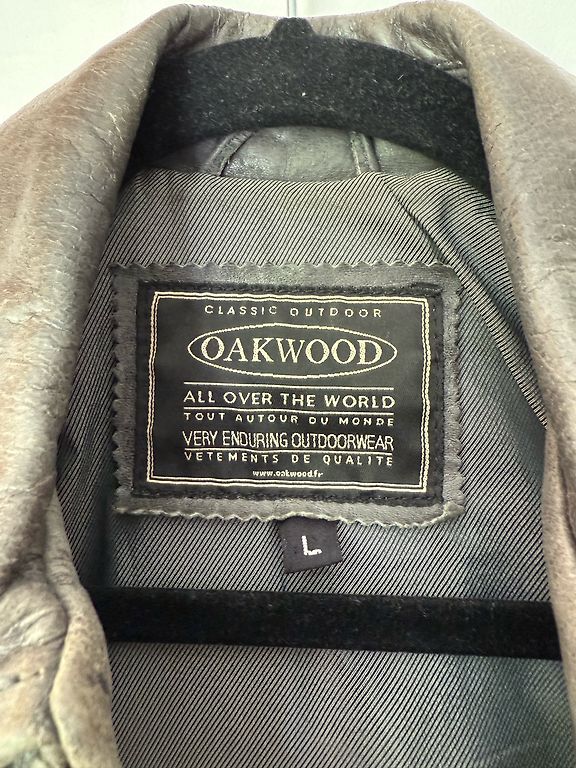 CLASSIC OUTDOOR
OAKWOOD
ALL OVER THE WORLD
TOUT AUTOUR DU MONDE
VERY ENDURING OUTDOORWEAR
VETEMENTS DE QUALITE
www.oakwood.fr
L